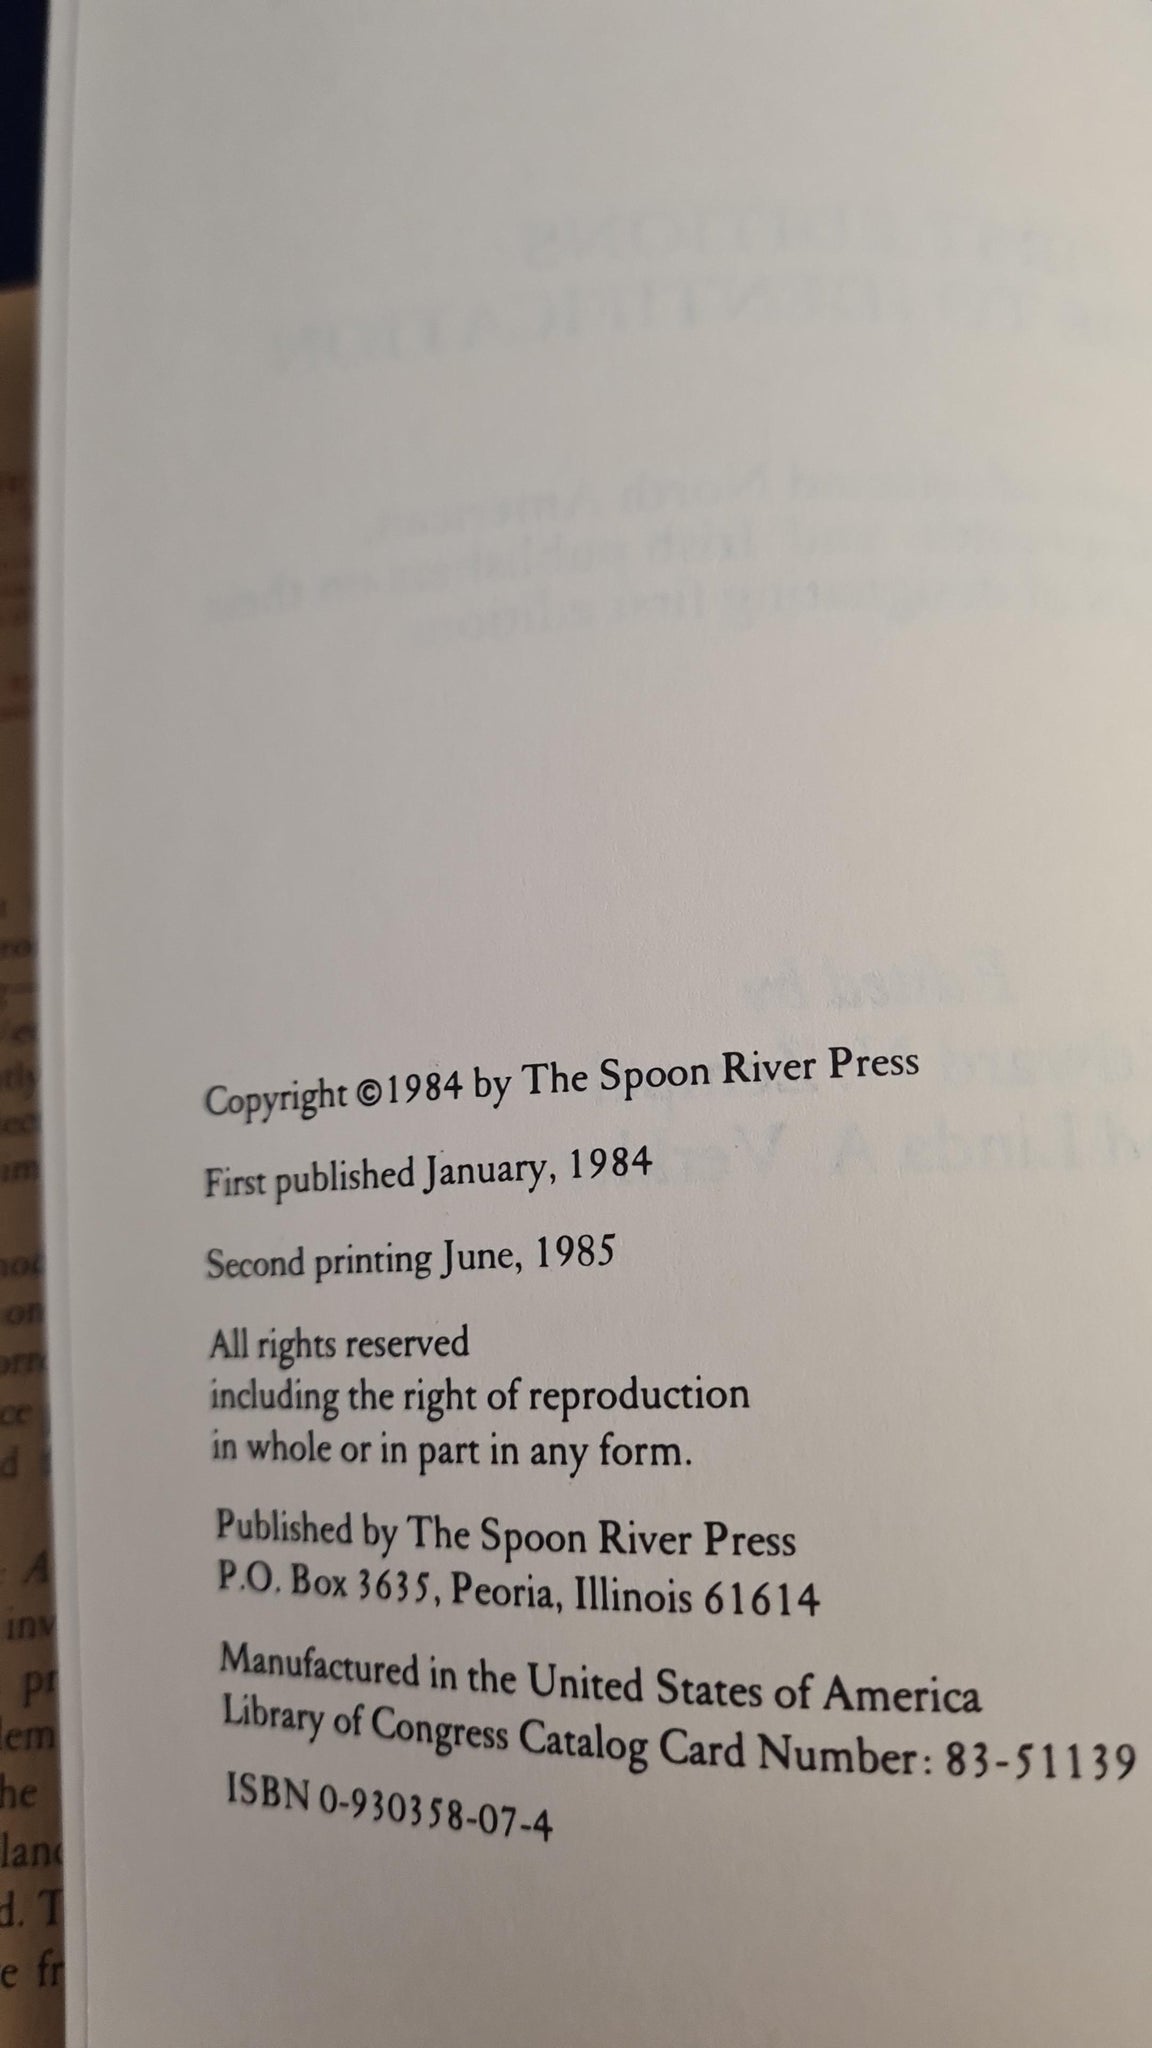 Copyright ©1984 by The Spoon River Press
First published January, 1984
Second printing June, 1985
All rights reserved
including the right of reproduction
in whole or in part in any form.
Published by The Spoon River Press
P.O. Box 3635, Peoria, Illinois 61614
Manufactured in the United States of America
Library of Congress Catalog Card Number: 83-51139
ISBN 0-930358-07-4